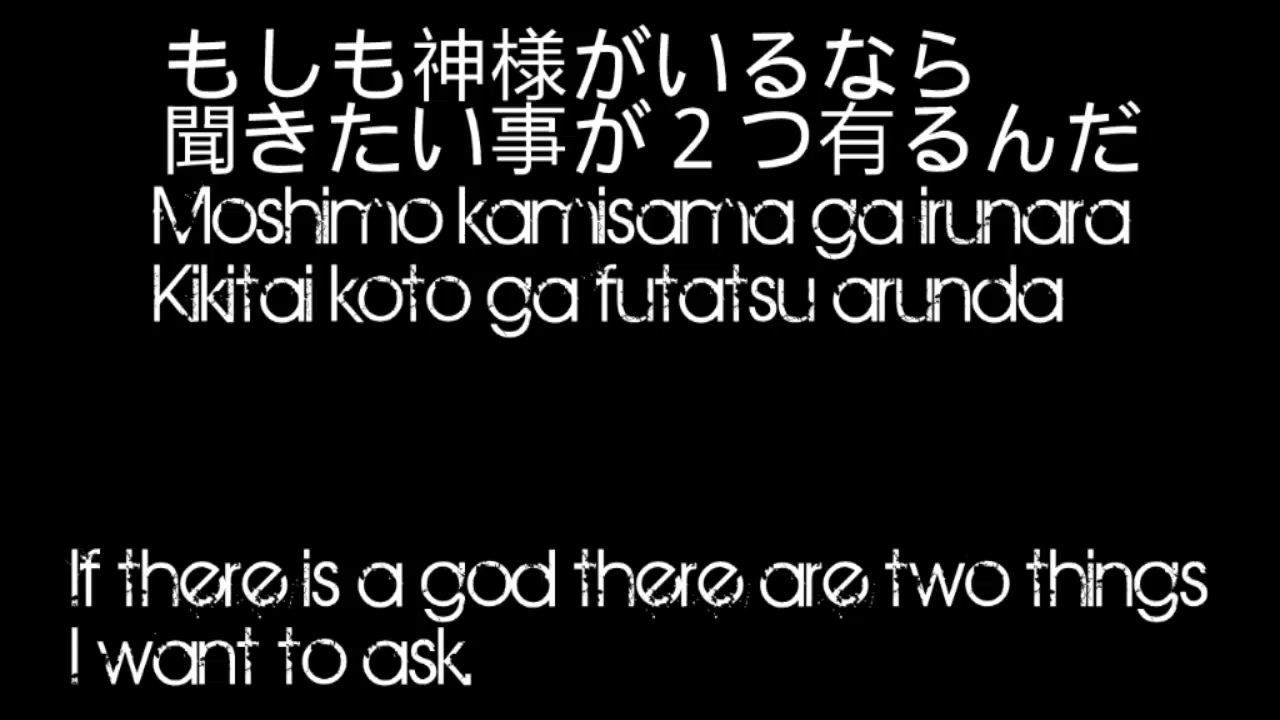 もしも神様がいるなら
聞きたい事が２つ有るんだ
Moshimo kamisama ga irunara
Kikitai koto ga futatsu arunda
If there is a god there are two things
I want to ask.